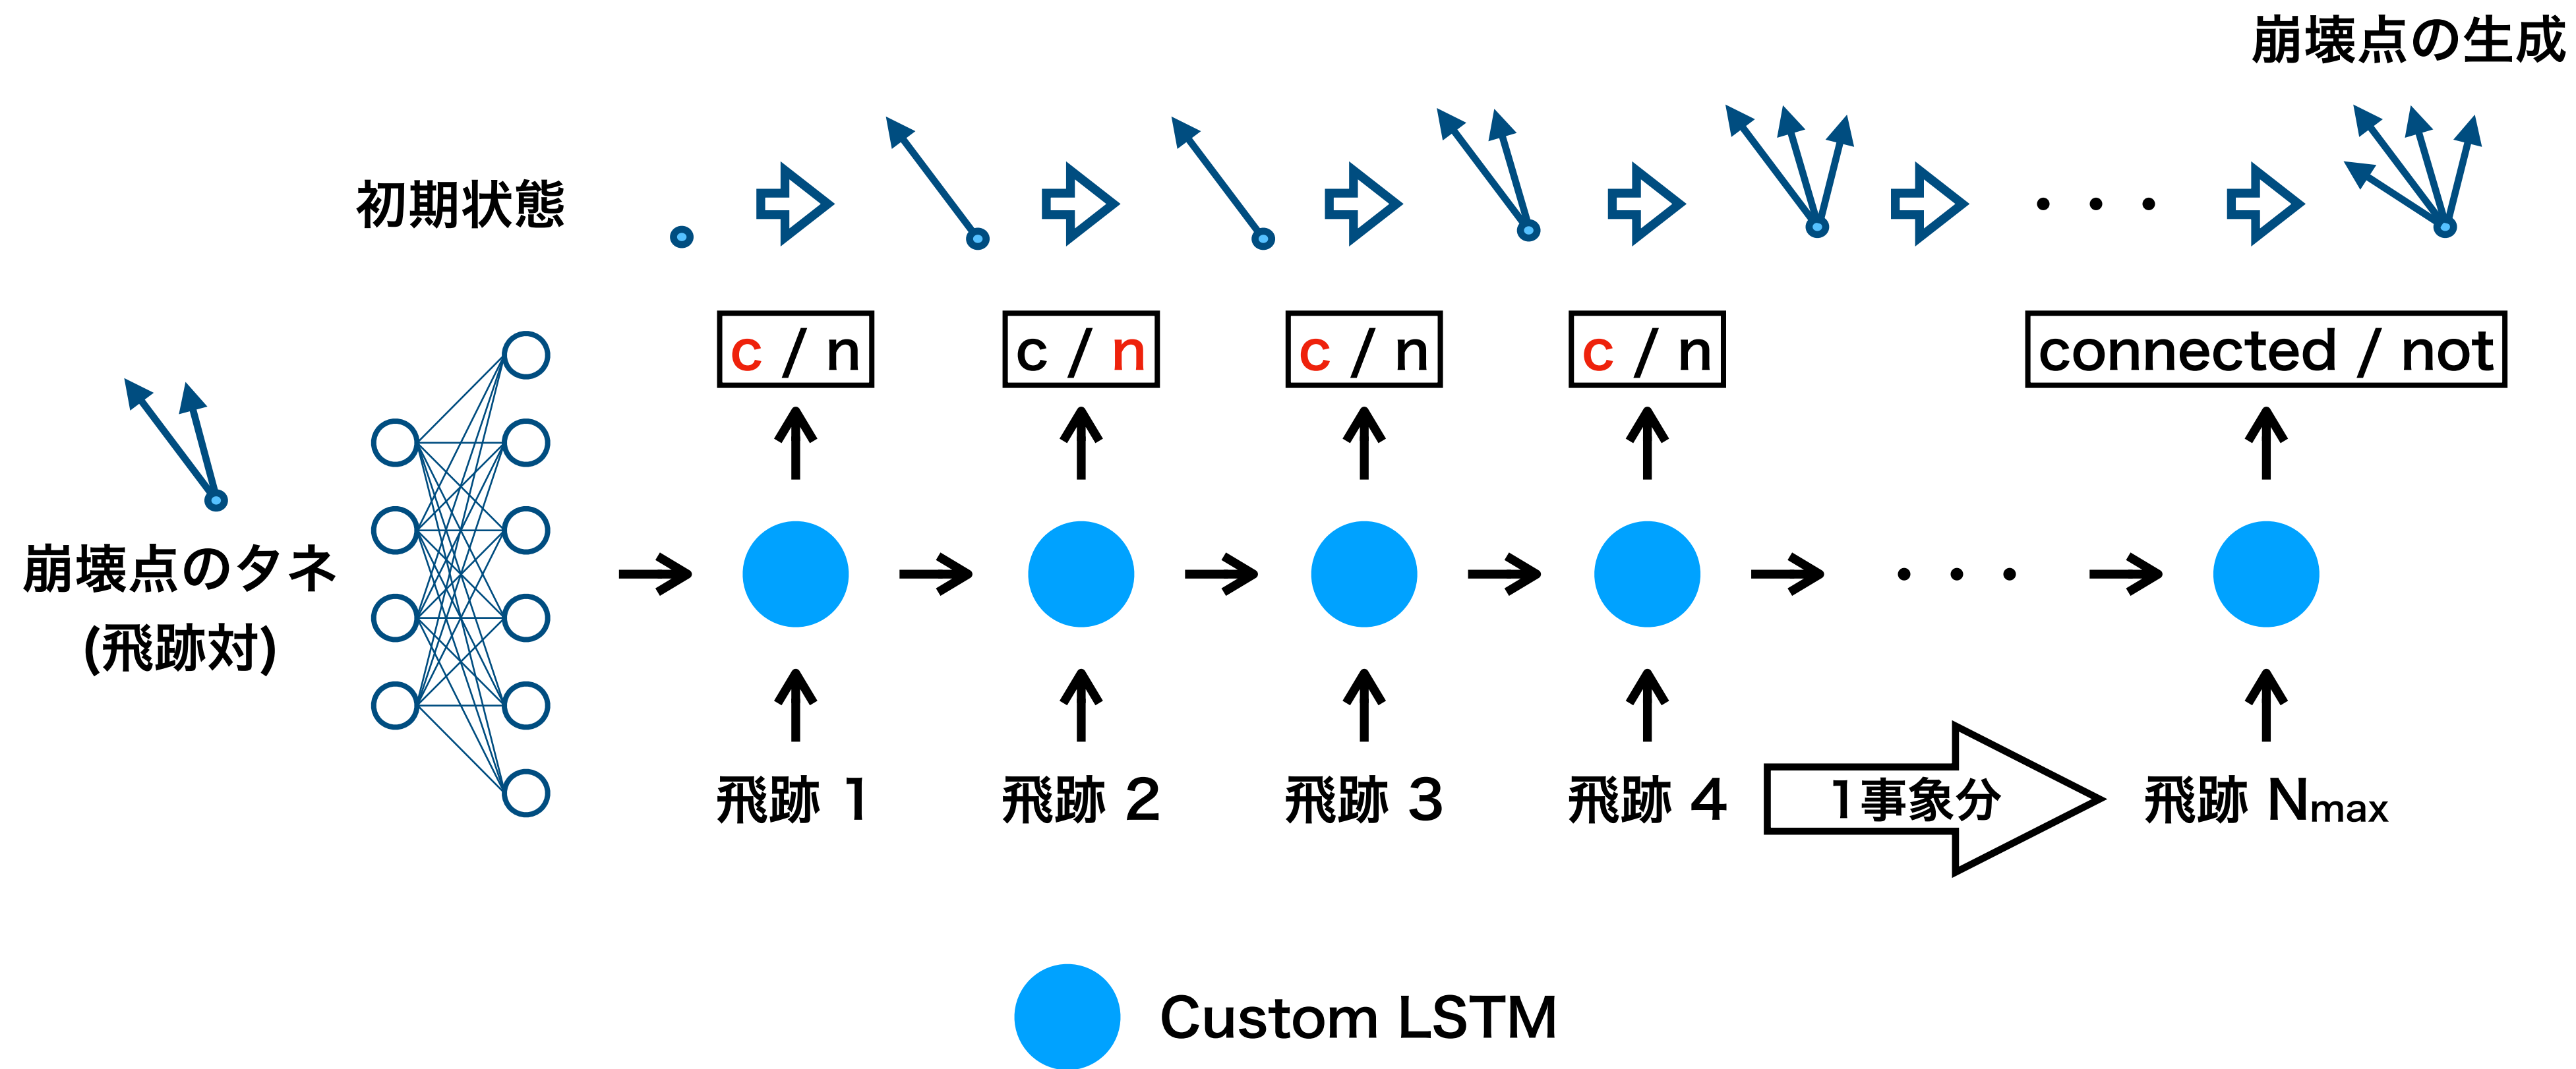 崩壊点の生成
初期状態
c / n
c / n
c / n
c / n
connected / not
崩壊点のタネ
(飛跡対)
飛跡 1
飛跡 2
飛跡 3
飛跡 4
1事象分
飛跡 Nmax
Custom LSTM